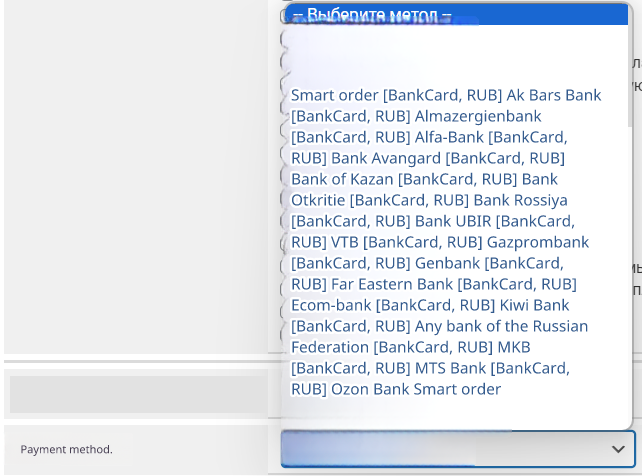 -- Выберите метод --
Smart order [BankCard, RUB] Ak Bars Bank
[BankCard, RUB] Almazergienbank
[BankCard, RUB] Alfa-Bank [BankCard,
RUB] Bank Avangard [BankCard, RUB]
Bank of Kazan [BankCard, RUB] Bank
Otkritie [BankCard, RUB] Bank Rossiya
[BankCard, RUB] Bank UBIR [BankCard,
RUB] VTB [BankCard, RUB] Gazprombank
[BankCard, RUB] Genbank [BankCard,
RUB] Far Eastern Bank [BankCard, RUB]
Ecom-bank [BankCard, RUB] Kiwi Bank
[BankCard, RUB] Any bank of the Russian
Federation [BankCard, RUB] MKB
[BankCard, RUB] MTS Bank [BankCard,
RUB] Ozon Bank Smart order
Payment method.